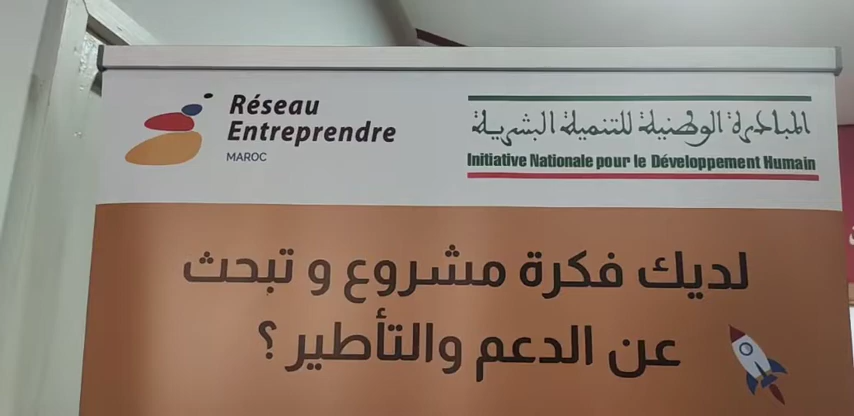 Réseau
Entreprendre
MAROC
المبادرة الوطنية للتنمية البشرية
Initiative Nationale pour le Développement Humain
لديك فكرة مشروع و تبحث
عن الدعم والتأطير ؟